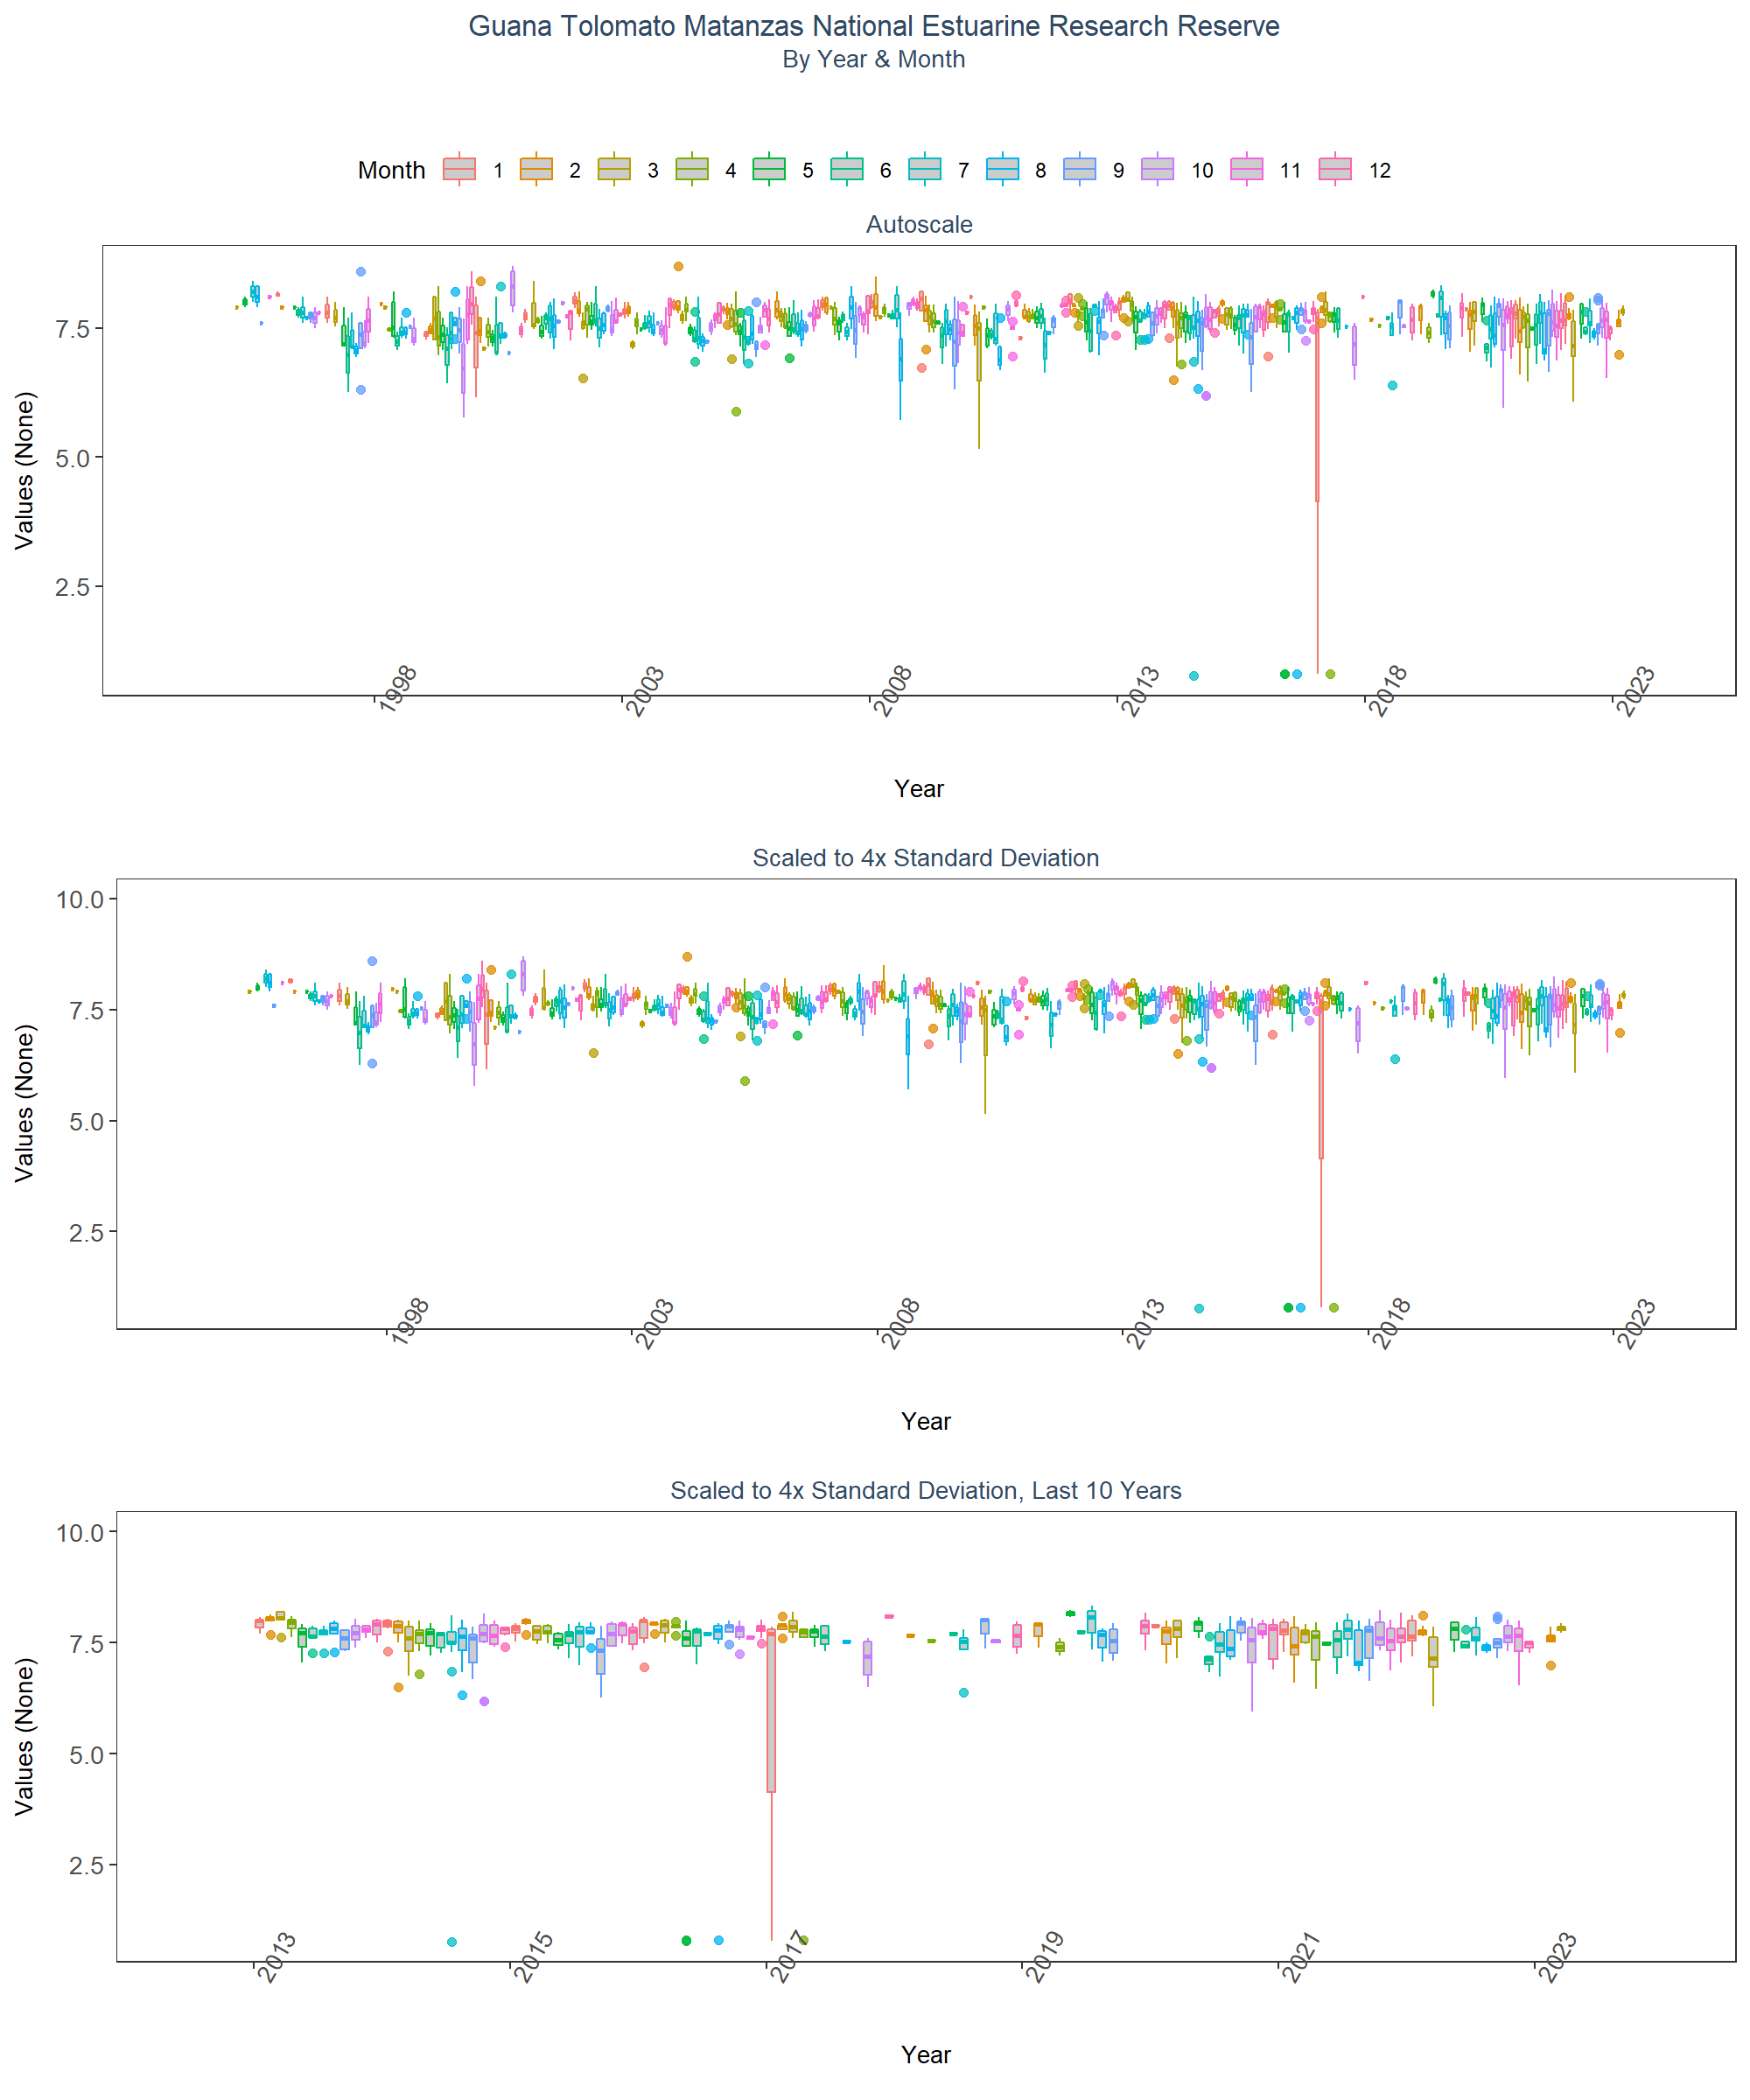 Guana Tolomato Matanzas National Estuarine Research Reserve
By Year & Month
Month 1 2 3 4 5 6 7 8 9 10 11 12
Autoscale
Values (None)
7.5
5.0
2.5
1998 2003 2008 2013 2018 2023
Year
Scaled to 4x Standard Deviation
Values (None)
10.0
7.5
5.0
2.5
1998 2003 2008 2013 2018 2023
Year
Scaled to 4x Standard Deviation, Last 10 Years
Values (None)
10.0
7.5
5.0
2.5
2013 2015 2017 2019 2021 2023
Year